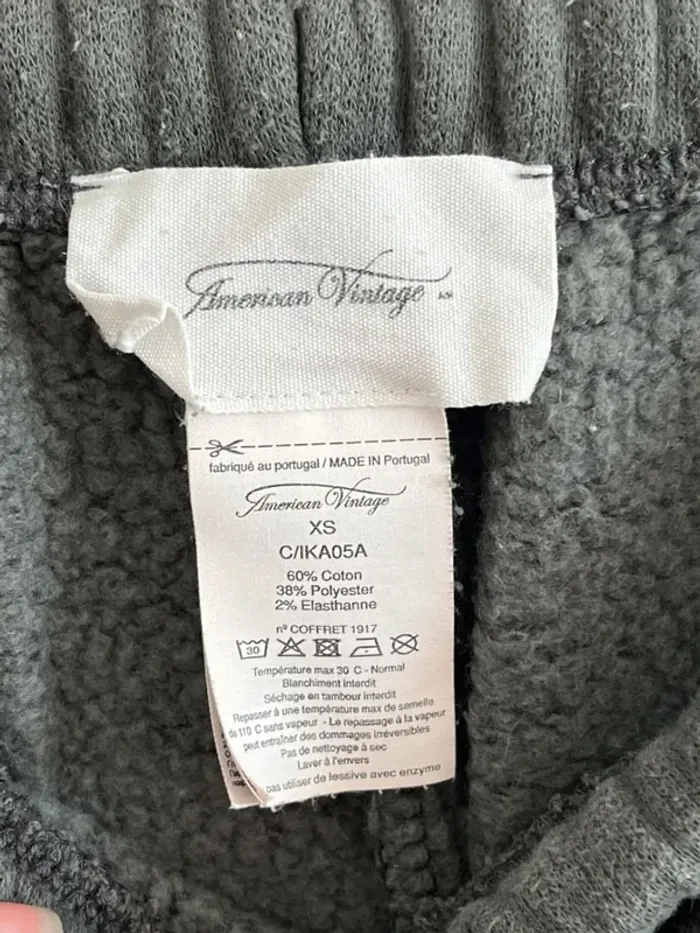 American Vintage
fabriqué au portugal / MADE IN Portugal
American Vintage
XS
C/IKA05A
60% Coton
38% Polyester
2% Elasthanne
nº COFFRET 1917
30
Température max 30 C - Normal
Blanchiment interdit
Séchage en tambour interdit
Repasser à une température max de semelle
de 110 C sans vapeur - Le repassage à la vapeur
peut entraîner des dommages irréversibles
Pas de nettoyage à sec
Laver à l'envers
pas utiliser de lessive avec enzyme